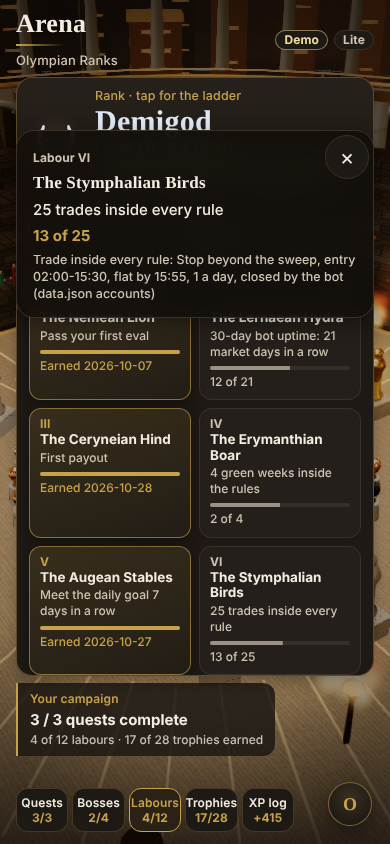 Arena
Olympian Ranks
Demo
Lite
Rank · tap for the ladder
Demigod
Labour VI
×
The Stymphalian Birds
25 trades inside every rule
13 of 25
Trade inside every rule: Stop beyond the sweep, entry
02:00-15:30, flat by 15:55, 1 a day, closed by the bot
(data.json accounts)
The Nemean Lion
Pass your first eval
Earned 2026-10-07
The Lernaean Hydra
30-day bot uptime: 21
market days in a row
12 of 21
III
The Ceryneian Hind
First payout
Earned 2026-10-28
IV
The Erymanthian
Boar
4 green weeks inside
the rules
2 of 4
V
The Augean Stables
Meet the daily goal 7
days in a row
Earned 2026-10-27
VI
The Stymphalian
Birds
25 trades inside every
rule
13 of 25
Your campaign
3 / 3 quests complete
4 of 12 labours · 17 of 28 trophies earned
Quests
3/3
Bosses
2/4
Labours
4/12
Trophies
17/28
XP log
+415
O